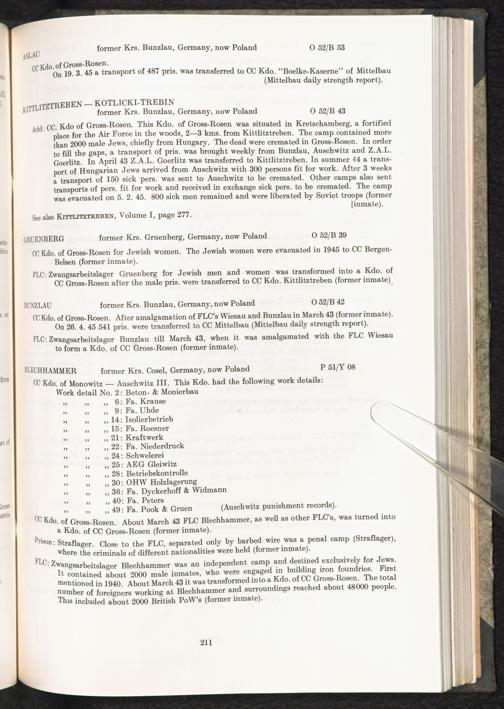 ASLAU former Krs. Bunzlau, Germany, now Poland O 52/B 53
CC Kdo. of Gross-Rosen.
On 19. 3. 45 a transport of 487 pris. was transferred to CC Kdo. "Boelke-Kaserne" of Mittelbau
(Mittelbau daily strength report).
KITTLITZTREBEN — KOTLICKI-TREBIN
former Krs. Bunzlau, Germany, now Poland O 52/B 43
Add: CC. Kdo of Gross-Rosen. This Kdo. of Gross-Rosen was situated in Kretschamberg, a fortified
place for the Air Force in the woods, 2—3 kms. from Kittlitztreben. The camp contained more
than 2000 male Jews, chiefly from Hungary. The dead were cremated in Gross-Rosen. In order
to fill the gaps, a transport of pris. was brought weekly from Bunzlau, Auschwitz and Z.A.L.
Goerlitz. In April 43 Z.A.L. Goerlitz was transferred to Kittlitztreben. In summer 44 a trans-
port of Hungarian Jews arrived from Auschwitz with 300 persons fit for work. After 3 weeks
a transport of 150 sick pers. was sent to Auschwitz to be cremated. Other camps also sent
transports of pers. fit for work and received in exchange sick pers. to be cremated. The camp
was evacuated on 5. 2. 45. 800 sick men remained and were liberated by Soviet troops (former
[inmate).
See also KITTLITZTREBEN, Volume I, page 277.
GRUENBERG former Krs. Gruenberg, Germany, now Poland O 52/B 39
CC Kdo. of Gross-Rosen for Jewish women. The Jewish women were evacuated in 1945 to CC Bergen-
Belsen (former inmate).
FLC: Zwangsarbeitslager Gruenberg for Jewish men and women was transformed into a Kdo. of
CC Gross-Rosen after the male pris. were transferred to CC Kdo. Kittlitztreben (former inmate).
BUNZLAU former Krs. Bunzlau, Germany, now Poland O 52/B 42
CC Kdo. of Gross-Rosen. After amalgamation of FLC's Wiesau and Bunzlau in March 43 (former inmate).
On 26. 4. 45 541 pris. were transferred to CC Mittelbau (Mittelbau daily strength report).
FLC: Zwangsarbeitslager Bunzlau till March 43, when it was amalgamated with the FLC Wiesau
to form a Kdo. of CC Gross-Rosen (former inmate).
BLECHHAMMER former Krs. Cosel, Germany, now Poland P 51/Y 08
CC Kdo. of Monowitz — Auschwitz III. This Kdo. had the following work details:
Work detail No. 2: Beton- & Monierbau
„ „ „ 6: Fa. Krause
„ „ „ 9: Fa. Uhde
„ „ „ 14: Isolierbetrieb
„ „ „ 15: Fa. Roesner
„ „ „ 21: Kraftwerk
„ „ „ 22: Fa. Niederdruck
„ „ „ 24: Schwelerei
„ „ „ 25: AEG Gleiwitz
„ „ „ 28: Betriebskontrolle
„ „ „ 30: OHW Holzlagerung
„ „ „ 36: Fa. Dyckerhoff & Widmann
„ „ „ 40: Fa. Peters
„ „ „ 49: Fa. Pook & Gruen (Auschwitz punishment records).
CC Kdo. of Gross-Rosen. About March 43 FLC Blechhammer, as well as other FLC's, was turned into
a Kdo. of CC Gross-Rosen (former inmate).
Prison: Straflager. Close to the FLC, separated only by barbed wire was a penal camp (Straflager),
where the criminals of different nationalities were held (former inmate).
FLC: Zwangsarbeitslager Blechhammer was an independent camp and destined exclusively for Jews.
It contained about 2000 male inmates, who were engaged in building iron foundries. First
mentioned in 1940. About March 43 it was transformed into a Kdo. of CC Gross-Rosen. The total
number of foreigners working at Blechhammer and surroundings reached about 48000 people.
This included about 2000 British PoW's (former inmate).
211